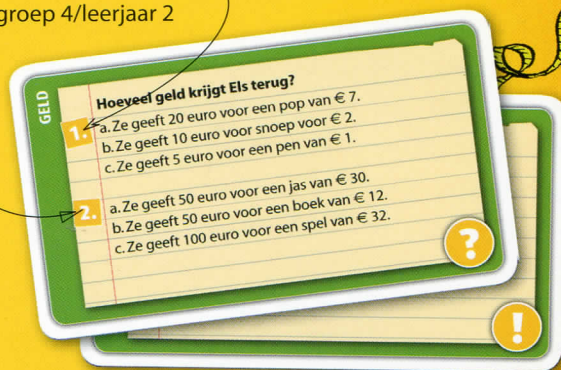 groep 4/leerjaar 2
GELD
Hoeveel geld krijgt Els terug?
1. a. Ze geeft 20 euro voor een pop van € 7.
b. Ze geeft 10 euro voor snoep voor € 2.
c. Ze geeft 5 euro voor een pen van € 1.
2. a. Ze geeft 50 euro voor een jas van € 30.
b. Ze geeft 50 euro voor een boek van € 12.
c. Ze geeft 100 euro voor een spel van € 32.
?
!